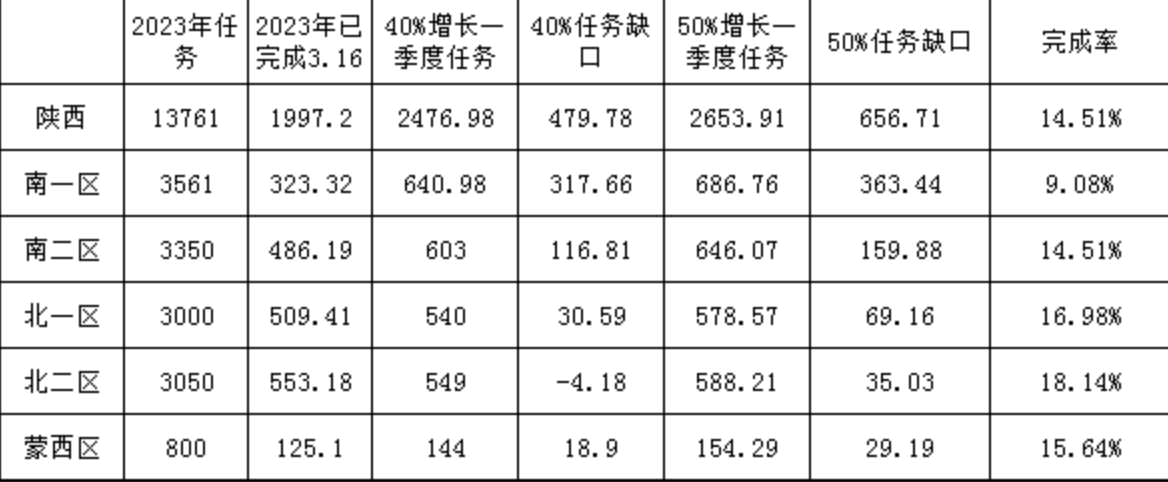 2023年任务 2023年已完成3.16 40%增长一季度任务 40%任务缺口 50%增长一季度任务 50%任务缺口 完成率
陕西 13761 1997.2 2476.98 479.78 2653.91 656.71 14.51%
南一区 3561 323.32 640.98 317.66 686.76 363.44 9.08%
南二区 3350 486.19 603 116.81 646.07 159.88 14.51%
北一区 3000 509.41 540 30.59 578.57 69.16 16.98%
北二区 3050 553.18 549 -4.18 588.21 35.03 18.14%
蒙西区 800 125.1 144 18.9 154.29 29.19 15.64%